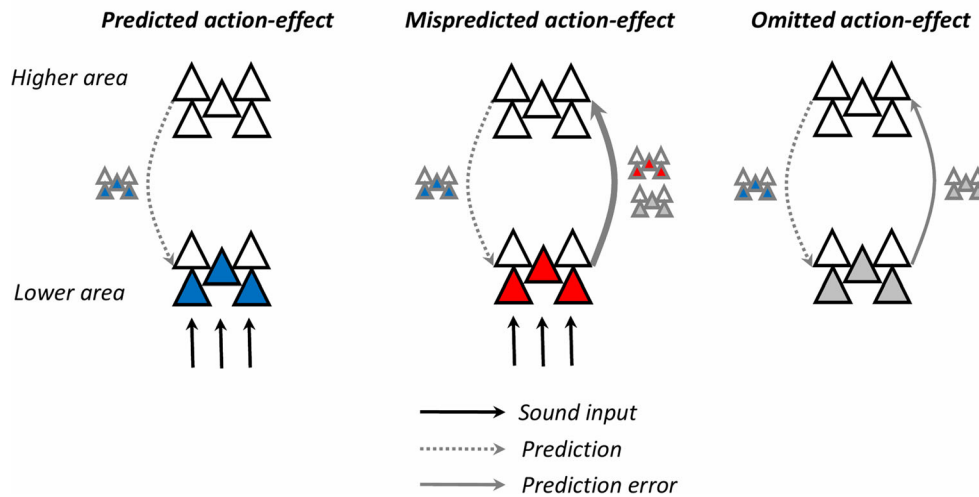 Predicted action-effect
Mispredicted action-effect
Omitted action-effect
Higher area
Lower area
Sound input
Prediction
Prediction error